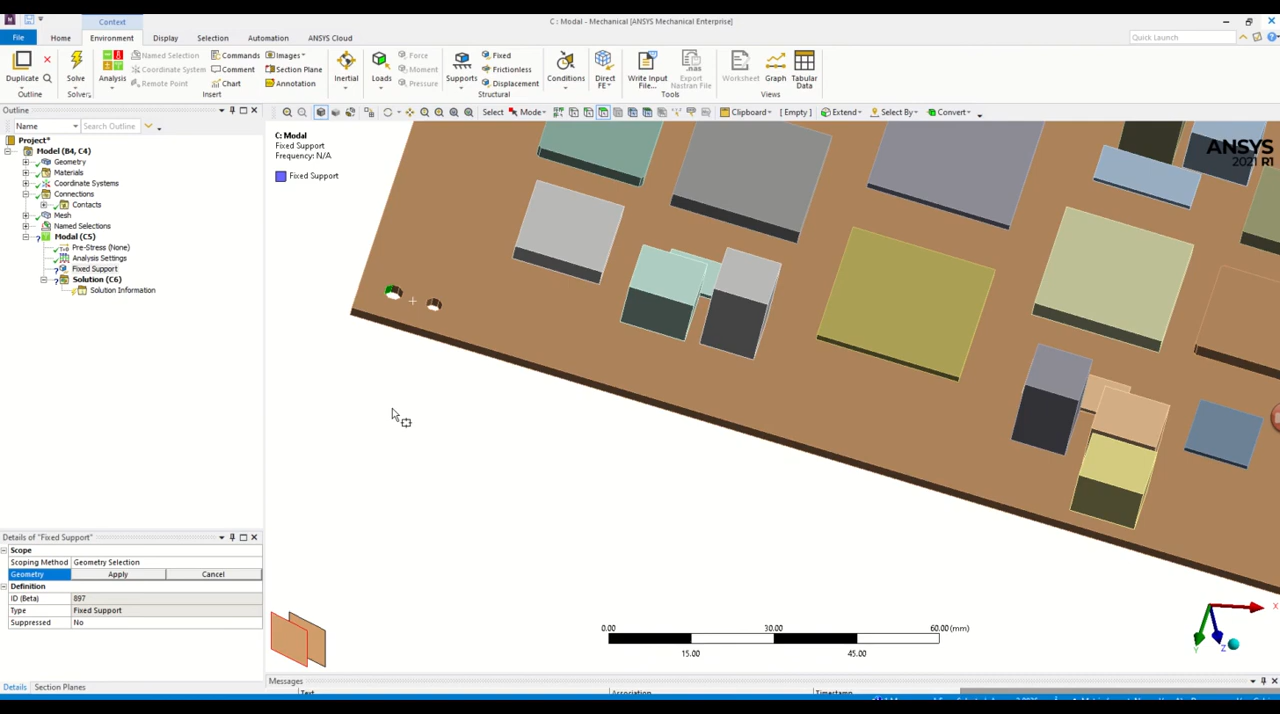 C : Modal - Mechanical [ANSYS Mechanical Enterprise]
Context
File Home Environment Display Selection Automation ANSYS Cloud
Quick Launch
Duplicate
Outline
Solve
Solver
Analysis
Named Selection
Coordinate System
Remote Point
Commands
Comment
Chart
Images
Section Plane
Annotation
Insert
Inertial
Loads
Force
Moment
Pressure
Supports
Fixed
Frictionless
Displacement
Structural
Conditions
Direct FE
Write Input File...
Export Nastran File
Tools
Worksheet
Graph
Tabular Data
Views
Outline
Name Search Outline
Select Mode Clipboard [ Empty ] Extend Select By Convert
Project*
Model (B4, C4)
Geometry
Materials
Coordinate Systems
Connections
Contacts
Mesh
Named Selections
Modal (C5)
Pre-Stress (None)
Analysis Settings
Fixed Support
Solution (C6)
Solution Information
C: Modal
Fixed Support
Frequency: N/A
Fixed Support
ANSYS
2021 R1
Details of "Fixed Support"
Scope
Scoping Method Geometry Selection
Geometry Apply Cancel
Definition
ID (Beta) 897
Type Fixed Support
Suppressed No
0.00 30.00 60.00 (mm)
15.00 45.00
X
Y
Z
Details Section Planes
Messages
Text Association Timestamp